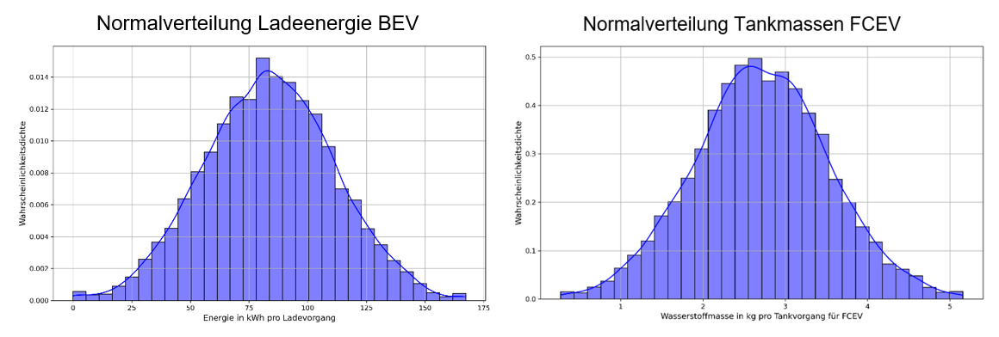 Normalverteilung Ladeenergie BEV
Wahrscheinlichkeitsdichte
0.014
0.012
0.010
0.008
0.006
0.004
0.002
0.000
0 25 50 75 100 125 150 175
Energie in kWh pro Ladevorgang
Normalverteilung Tankmassen FCEV
Wahrscheinlichkeitsdichte
0.5
0.4
0.3
0.2
0.1
0.0
1 2 3 4 5
Wasserstoffmasse in kg pro Tankvorgang für FCEV